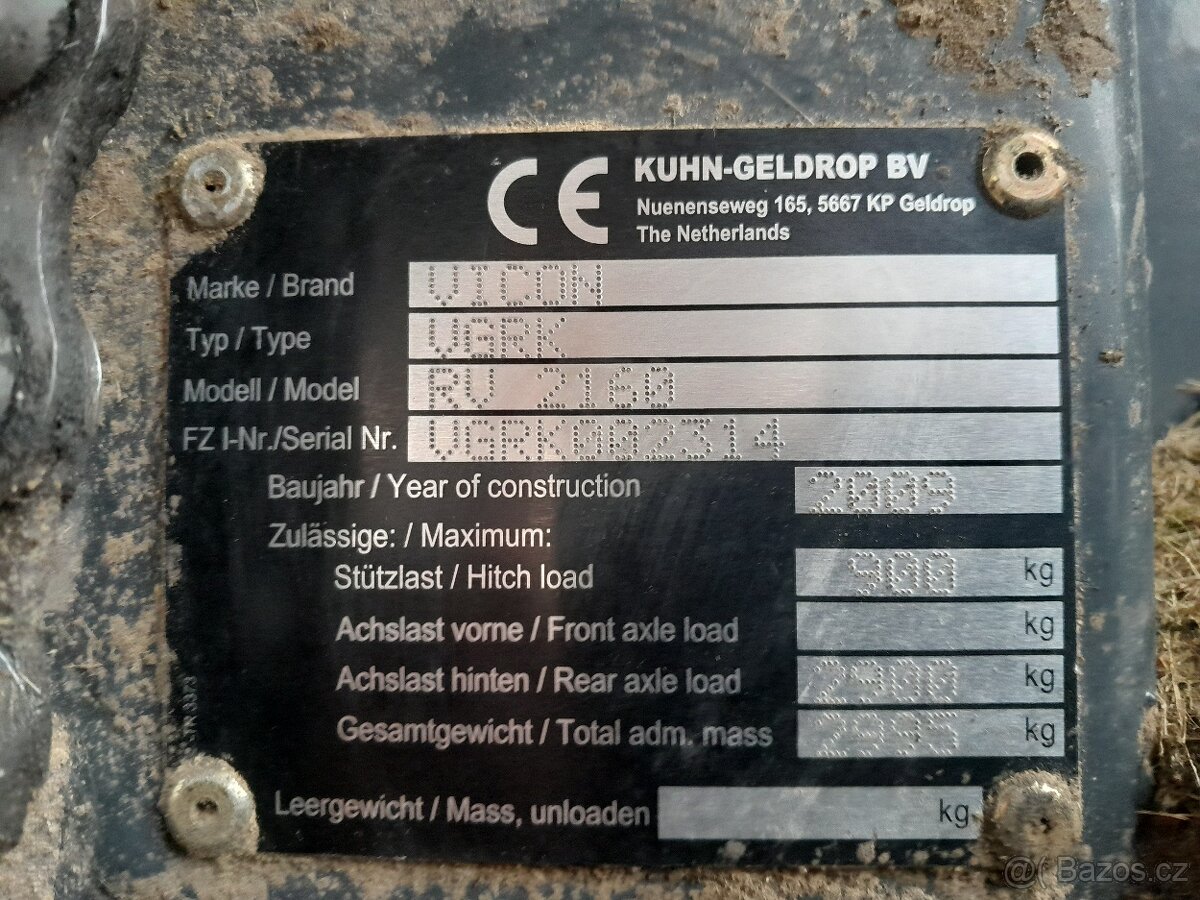 CE KUHN-GELDROP BV
Nuenenseweg 165, 5667 KP Geldrop
The Netherlands
Marke / Brand VICON
Typ / Type VGRK
Modell / Model RV 2160
FZ I-Nr./Serial Nr. VGRK002314
Baujahr / Year of construction 2009
Zulässige: / Maximum:
Stützlast / Hitch load 900 kg
Achslast vorne / Front axle load kg
Achslast hinten / Rear axle load 2900 kg
Gesamtgewicht / Total adm. mass 2995 kg
Leergewicht / Mass, unloaden kg
Bazos.cz